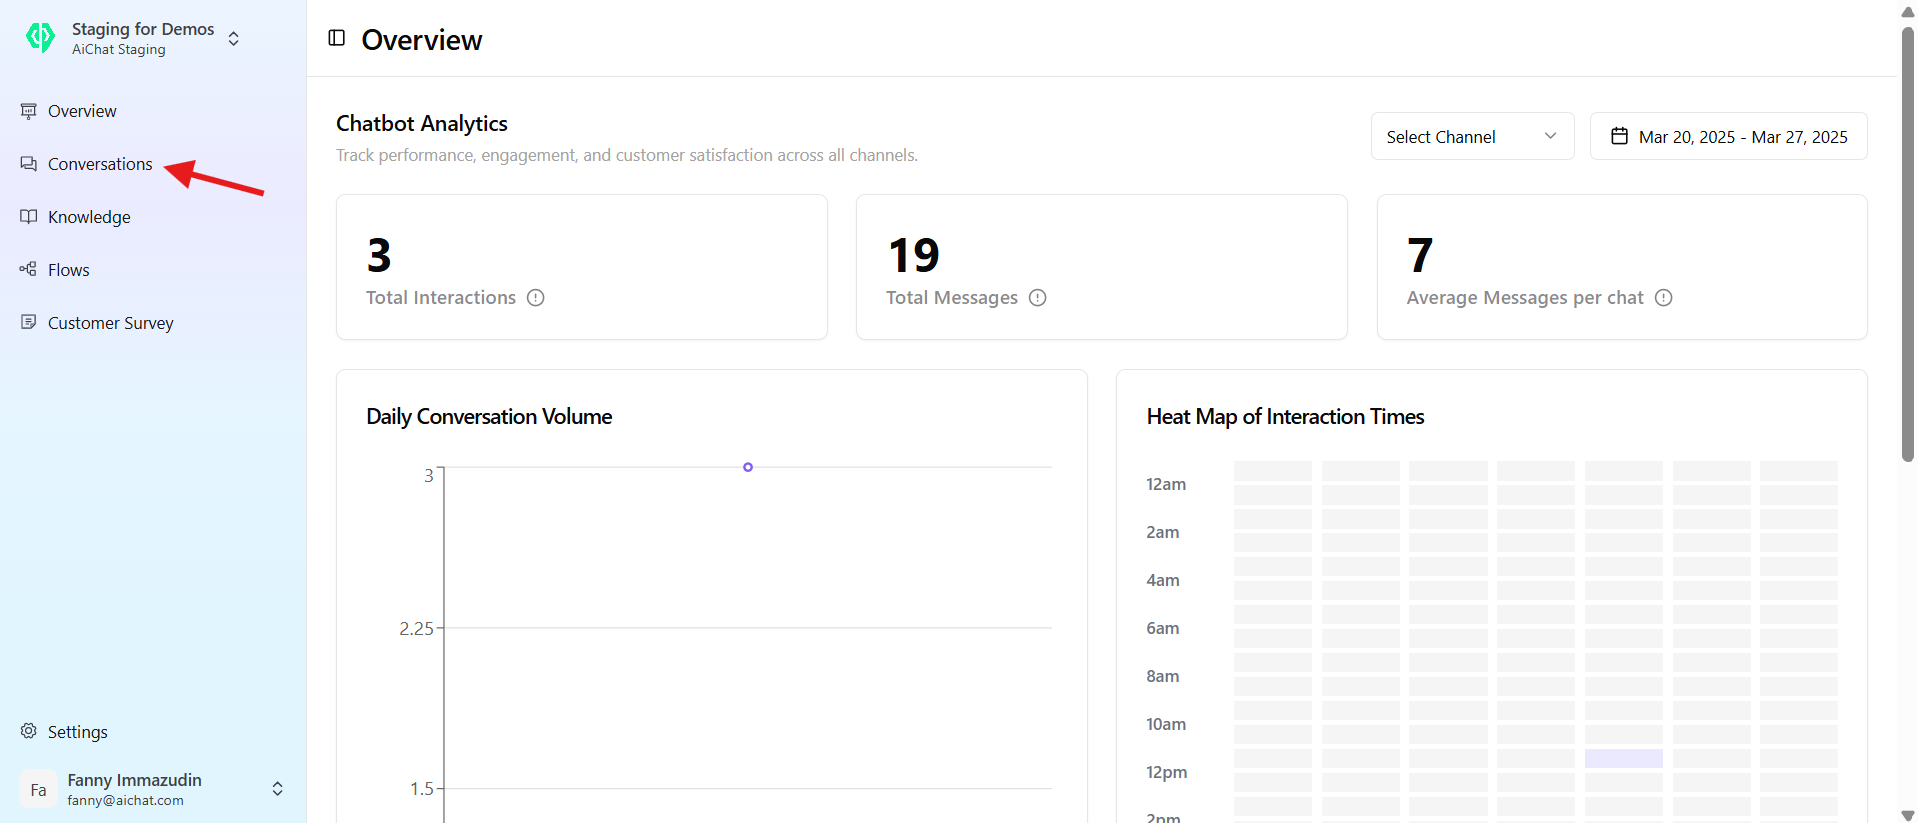 Staging for Demos
AiChat Staging
Overview
Conversations
Knowledge
Flows
Customer Survey
Settings
Fa
Fanny Immazudin
fanny@aichat.com
Overview
Chatbot Analytics
Track performance, engagement, and customer satisfaction across all channels.
Select Channel
Mar 20, 2025 - Mar 27, 2025
3
Total Interactions
19
Total Messages
7
Average Messages per chat
Daily Conversation Volume
3
2.25
1.5
Heat Map of Interaction Times
12am
2am
4am
6am
8am
10am
12pm
2pm